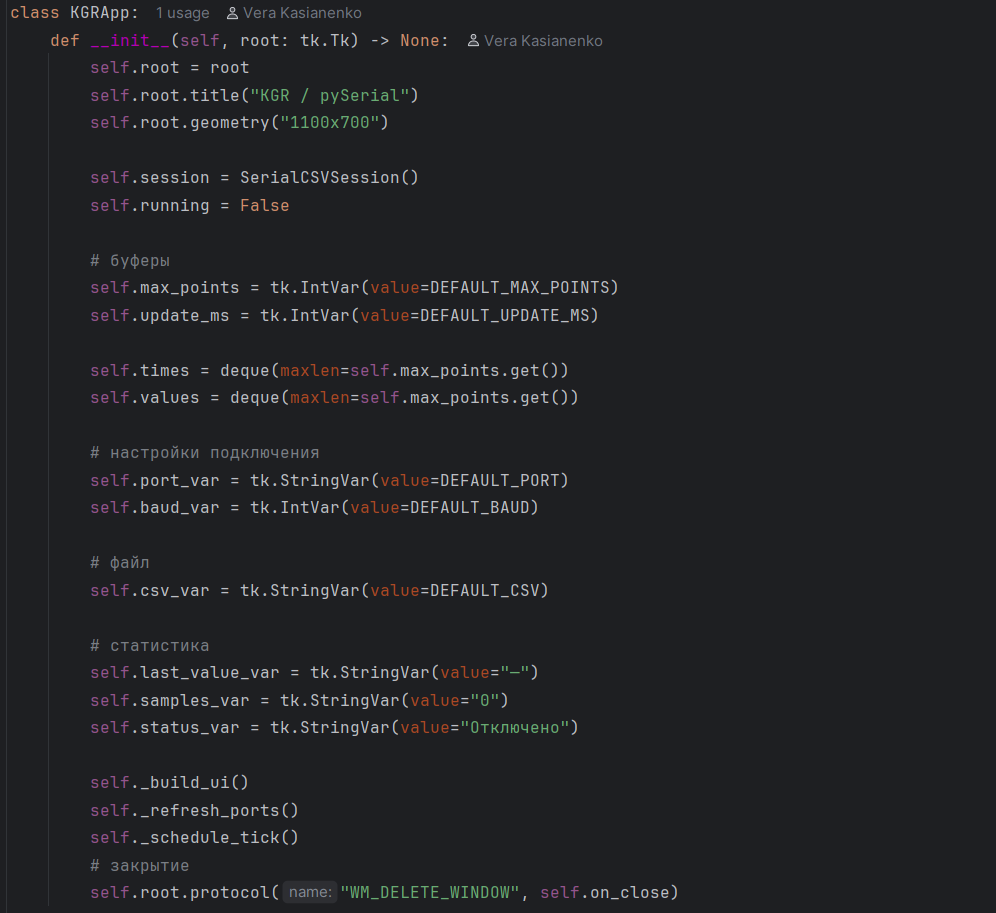 class KGRApp:  1 usage  Vera Kasianenko
    def __init__(self, root: tk.Tk) -> None:  Vera Kasianenko
        self.root = root
        self.root.title("KGR / pySerial")
        self.root.geometry("1100x700")

        self.session = SerialCSVSession()
        self.running = False

        # буферы
        self.max_points = tk.IntVar(value=DEFAULT_MAX_POINTS)
        self.update_ms = tk.IntVar(value=DEFAULT_UPDATE_MS)

        self.times = deque(maxlen=self.max_points.get())
        self.values = deque(maxlen=self.max_points.get())

        # настройки подключения
        self.port_var = tk.StringVar(value=DEFAULT_PORT)
        self.baud_var = tk.IntVar(value=DEFAULT_BAUD)

        # файл
        self.csv_var = tk.StringVar(value=DEFAULT_CSV)

        # статистика
        self.last_value_var = tk.StringVar(value="—")
        self.samples_var = tk.StringVar(value="0")
        self.status_var = tk.StringVar(value="Отключено")

        self._build_ui()
        self._refresh_ports()
        self._schedule_tick()
        # закрытие
        self.root.protocol( name: "WM_DELETE_WINDOW", self.on_close)